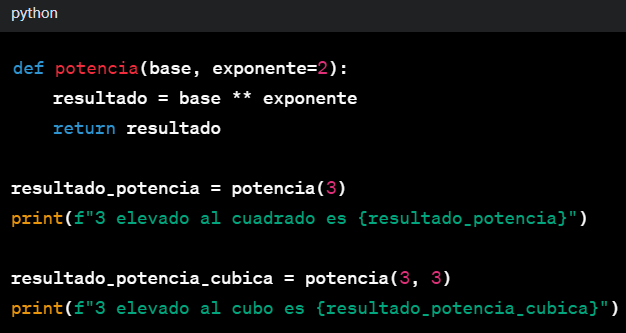 python
def potencia(base, exponente=2):
    resultado = base ** exponente
    return resultado
resultado_potencia = potencia(3)
print(f"3 elevado al cuadrado es {resultado_potencia}")
resultado_potencia_cubica = potencia(3, 3)
print(f"3 elevado al cubo es {resultado_potencia_cubica}")